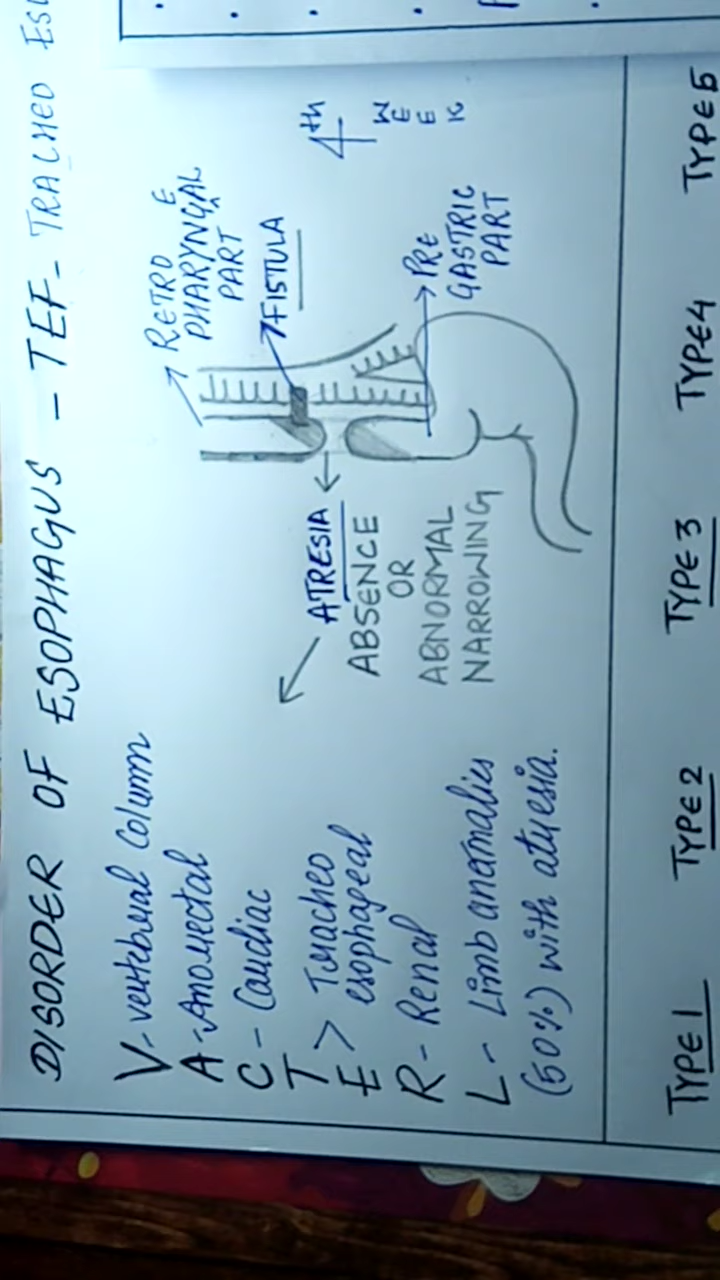 DISORDER OF ESOPHAGUS - TEF - TRACHEO ESO
V - vertebral Column
A - Anorectal
C - Cardiac
T > Tracheo
E esophageal
R - Renal
L - Limb anamalies
(50%) with atresia.
ATRESIA
ABSENCE
OR
ABNORMAL
NARROWING
RETRO
PHARYNGEAL
PART
FISTULA
PRE
GASTRIC
PART
4th
WEEK
TYPE 1
TYPE 2
TYPE 3
TYPE 4
TYPE 5